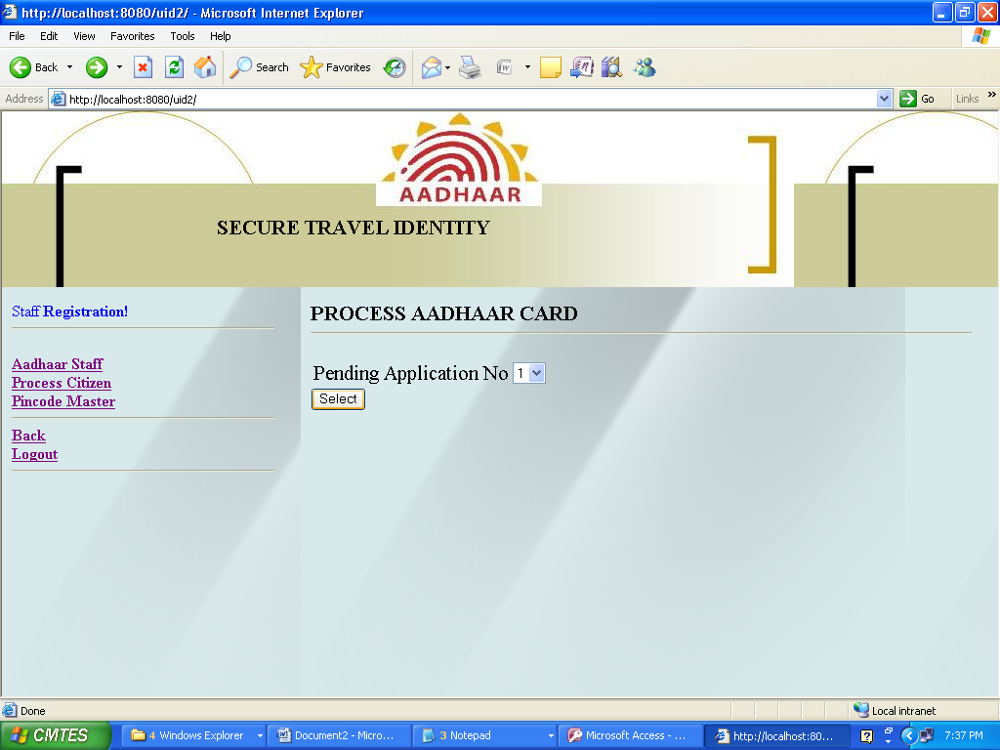 http://localhost:8080/uid2/ - Microsoft Internet Explorer
File Edit View Favorites Tools Help
Back Search Favorites
Address http://localhost:8080/uid2/ Go Links »
AADHAAR
SECURE TRAVEL IDENTITY
Staff Registration!
Aadhaar Staff
Process Citizen
Pincode Master
Back
Logout
PROCESS AADHAAR CARD
Pending Application No 1
Select
Done Local intranet
CMTES 4 Windows Explorer Document2 - Micro... 3 Notepad Microsoft Access - ... http://localhost:80... 7:37 PM